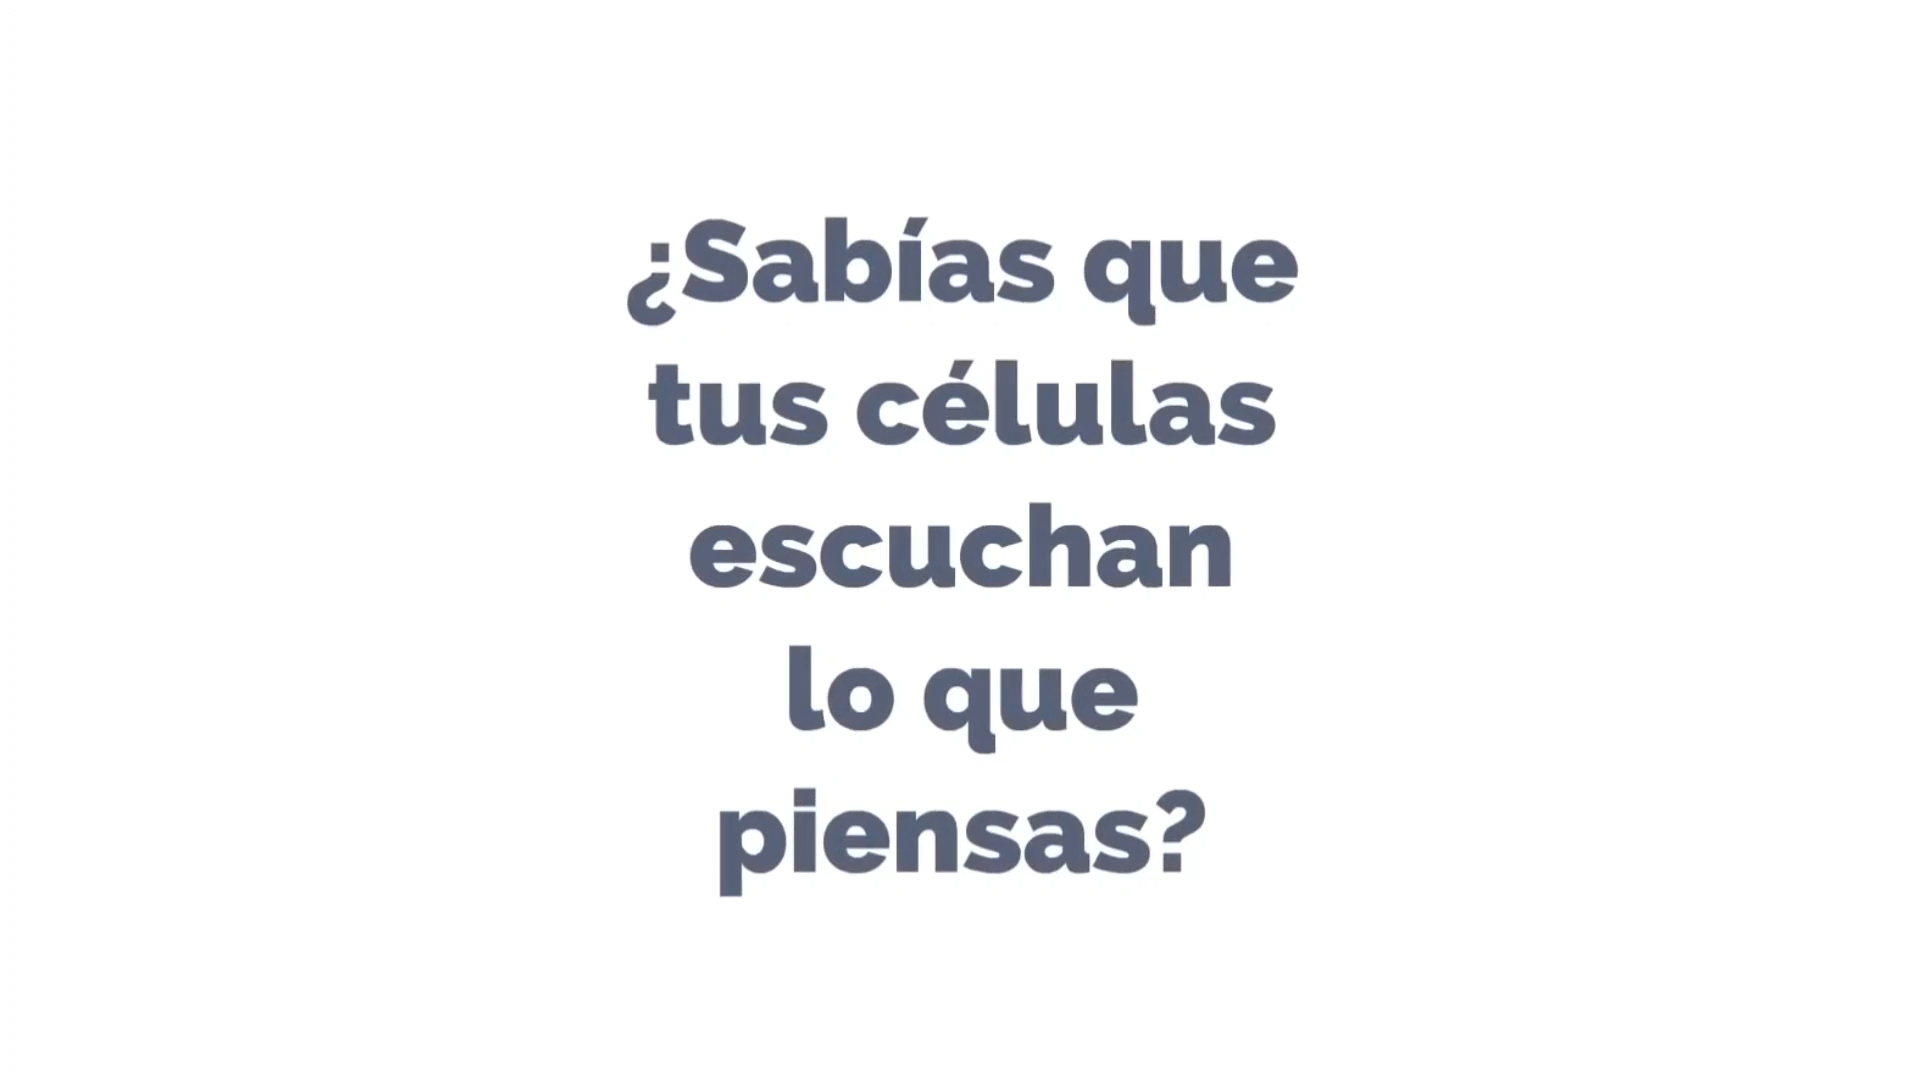 ¿Sabías que
tus células
escuchan
lo que
piensas?